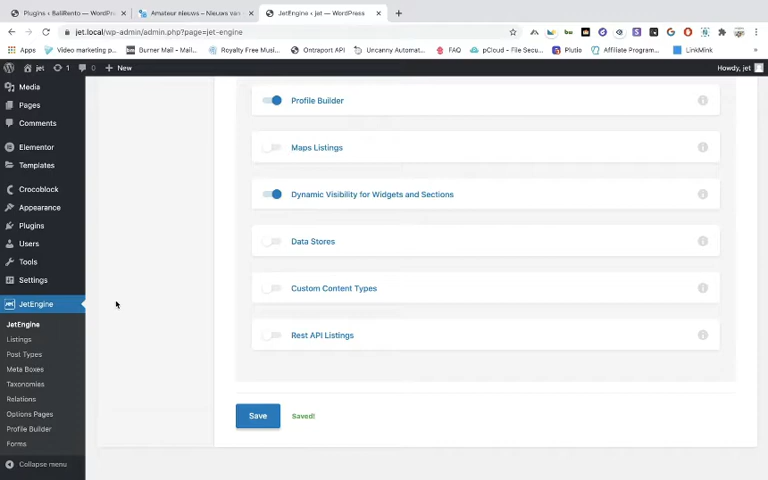 Plugins ‹ BaliRento — WordPr
Amateur nieuws – Nieuws van
JetEngine ‹ jet — WordPress
jet.local/wp-admin/admin.php?page=jet-engine
Apps
Video marketing p...
Burner Mail - Mail...
Royalty Free Musi...
Ontraport API
Uncanny Automat...
FAQ
pCloud - File Secu...
Plutio
Affiliate Program...
LinkMink
jet
1
0
New
Howdy, jet
Media
Pages
Comments
Elementor
Templates
Crocoblock
Appearance
Plugins
Users
Tools
Settings
JetEngine
JetEngine
Listings
Post Types
Meta Boxes
Taxonomies
Relations
Options Pages
Profile Builder
Forms
Collapse menu
Profile Builder
Maps Listings
Dynamic Visibility for Widgets and Sections
Data Stores
Custom Content Types
Rest API Listings
Save
Saved!